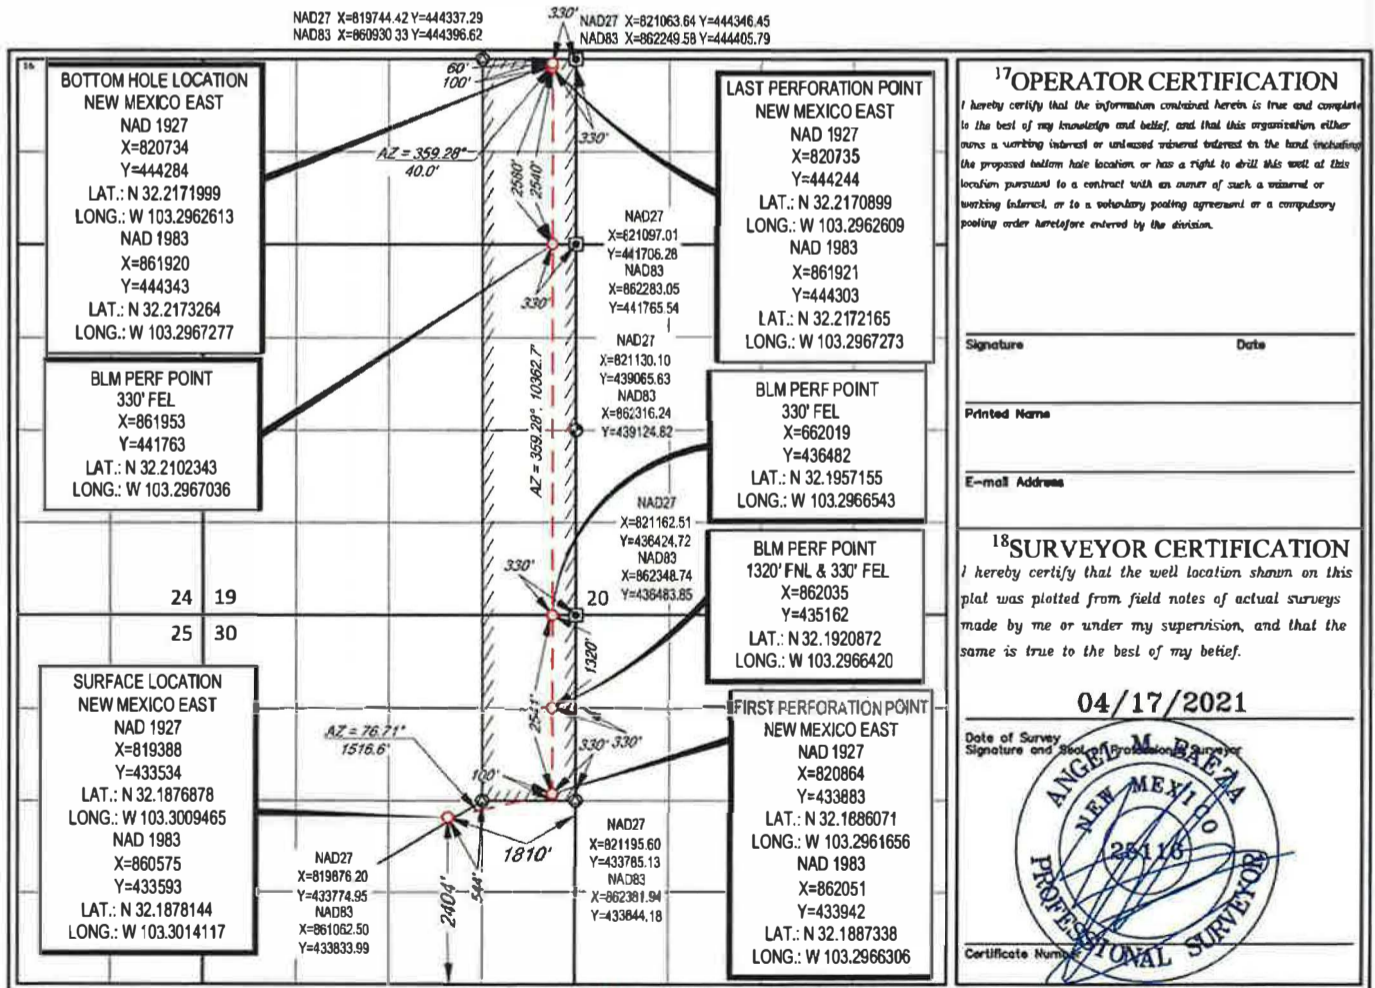 NAD27 X=819744.42 Y=444337.29
NAD83 X=860930.33 Y=444396.62
330'
NAD27 X=821063.64 Y=444346.45
NAD83 X=862249.58 Y=444405.79
16
BOTTOM HOLE LOCATION
NEW MEXICO EAST
NAD 1927
X=820734
Y=444284
LAT.: N 32.2171999
LONG.: W 103.2962613
NAD 1983
X=861920
Y=444343
LAT.: N 32.2173264
LONG.: W 103.2967277
60'
100'
AZ = 359.28°
40.0'
2580'
2540'
330'
LAST PERFORATION POINT
NEW MEXICO EAST
NAD 1927
X=820735
Y=444244
LAT.: N 32.2170899
LONG.: W 103.2962609
NAD 1983
X=861921
Y=444303
LAT.: N 32.2172165
LONG.: W 103.2967273
NAD27
X=821097.01
Y=441706.28
NAD83
X=862283.05
Y=441765.54
330'
NAD27
X=821130.10
Y=439065.63
NAD83
X=862316.24
Y=439124.82
BLM PERF POINT
330' FEL
X=861953
Y=441763
LAT.: N 32.2102343
LONG.: W 103.2967036
AZ = 359.28°, 10362.7'
BLM PERF POINT
330' FEL
X=662019
Y=436482
LAT.: N 32.1957155
LONG.: W 103.2966543
NAD27
X=821162.51
Y=436424.72
NAD83
X=862348.74
Y=436483.85
330'
20
BLM PERF POINT
1320' FNL & 330' FEL
X=862035
Y=435162
LAT.: N 32.1920872
LONG.: W 103.2966420
24 19
25 30
1320'
2541'
SURFACE LOCATION
NEW MEXICO EAST
NAD 1927
X=819388
Y=433534
LAT.: N 32.1876878
LONG.: W 103.3009465
NAD 1983
X=860575
Y=433593
LAT.: N 32.1878144
LONG.: W 103.3014117
AZ = 76.71°
1516.6'
100'
330' 330'
FIRST PERFORATION POINT
NEW MEXICO EAST
NAD 1927
X=820864
Y=433883
LAT.: N 32.1886071
LONG.: W 103.2961656
NAD 1983
X=862051
Y=433942
LAT.: N 32.1887338
LONG.: W 103.2966306
1810'
2404'
544'
NAD27
X=819876.20
Y=433774.95
NAD83
X=861062.50
Y=433833.99
NAD27
X=821195.60
Y=433785.13
NAD83
X=862381.94
Y=433844.18
17 OPERATOR CERTIFICATION
I hereby certify that the information contained herein is true and complete
to the best of my knowledge and belief, and that this organization either
owns a working interest or unleased mineral interest in the land including
the proposed bottom hole location or has a right to drill this well at this
location pursuant to a contract with an owner of such a mineral or
working interest, or to a voluntary pooling agreement or a compulsory
pooling order heretofore entered by the division.
Signature Date
Printed Name
E-mail Address
18 SURVEYOR CERTIFICATION
I hereby certify that the well location shown on this
plat was plotted from field notes of actual surveys
made by me or under my supervision, and that the
same is true to the best of my belief.
04/17/2021
Date of Survey
Signature and Seal of Professional Surveyor
ANGEL M. BAEZA
NEW MEXICO
25116
PROFESSIONAL SURVEYOR
Certificate Number